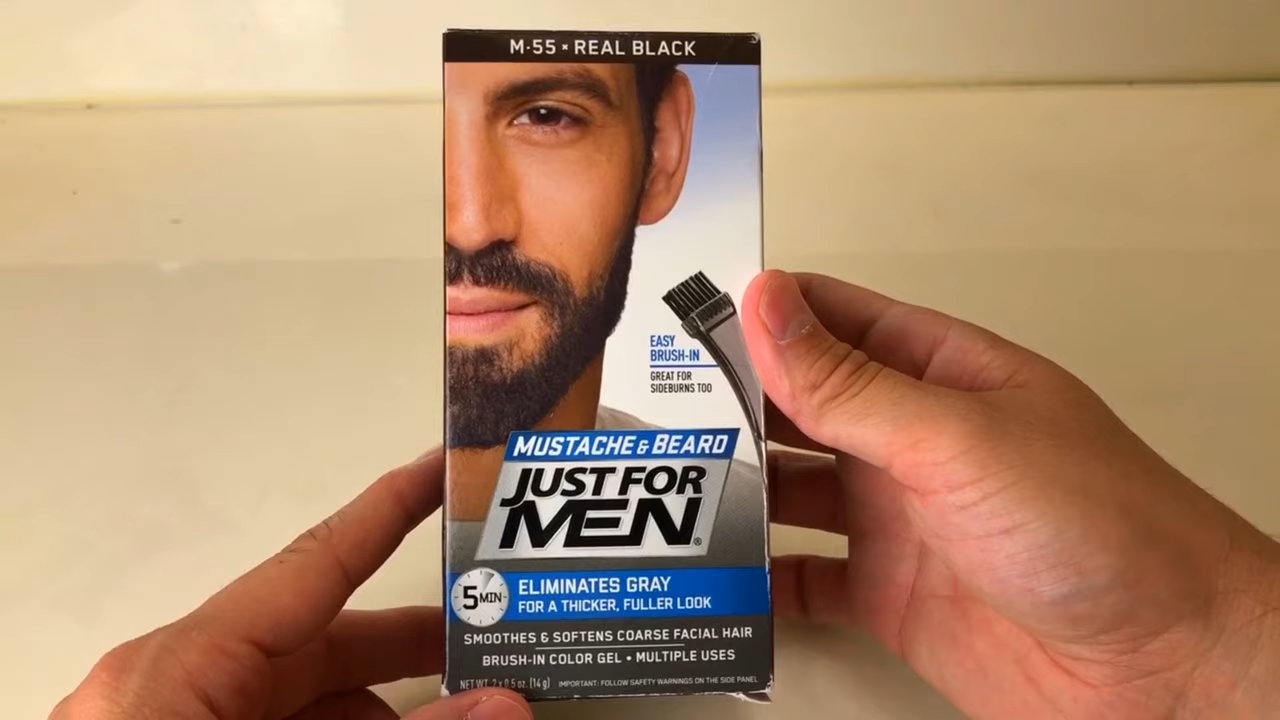 M-55 × REAL BLACK
EASY
BRUSH-IN
GREAT FOR
SIDEBURNS TOO
MUSTACHE & BEARD
JUST FOR
MEN®
5 MIN
ELIMINATES GRAY
FOR A THICKER, FULLER LOOK
SMOOTHES & SOFTENS COARSE FACIAL HAIR
BRUSH-IN COLOR GEL • MULTIPLE USES
NET WT. 2 x 0.5 oz. (14g) IMPORTANT: FOLLOW SAFETY WARNINGS ON THE SIDE PANEL